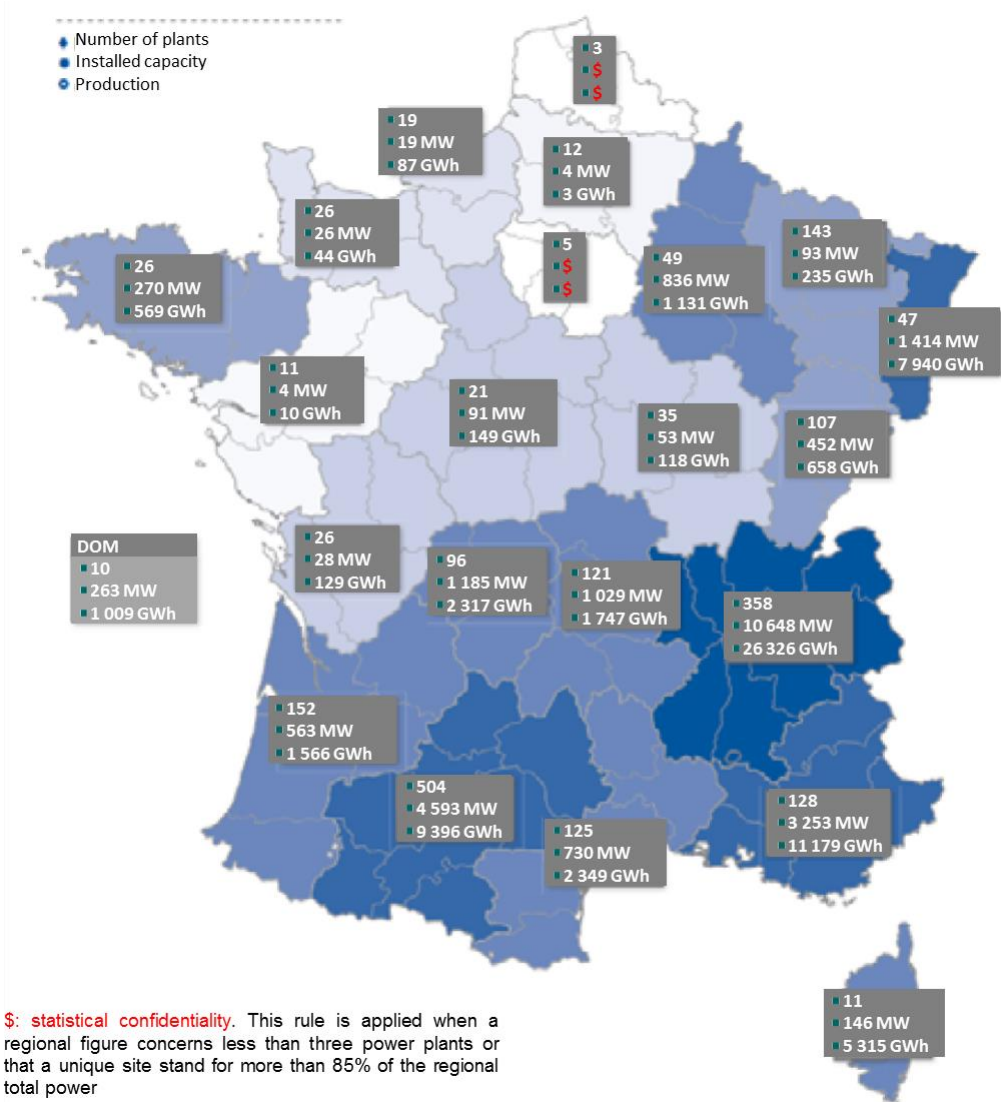 Number of plants
Installed capacity
Production
3
$
$
19
19 MW
87 GWh
12
4 MW
3 GWh
26
26 MW
44 GWh
5
$
$
49
836 MW
1 131 GWh
143
93 MW
235 GWh
26
270 MW
569 GWh
47
1 414 MW
7 940 GWh
11
4 MW
10 GWh
21
91 MW
149 GWh
35
53 MW
118 GWh
107
452 MW
658 GWh
DOM
10
263 MW
1 009 GWh
26
28 MW
129 GWh
96
1 185 MW
2 317 GWh
121
1 029 MW
1 747 GWh
358
10 648 MW
26 326 GWh
152
563 MW
1 566 GWh
504
4 593 MW
9 396 GWh
125
730 MW
2 349 GWh
128
3 253 MW
11 179 GWh
11
146 MW
5 315 GWh
$: statistical confidentiality. This rule is applied when a
regional figure concerns less than three power plants or
that a unique site stand for more than 85% of the regional
total power